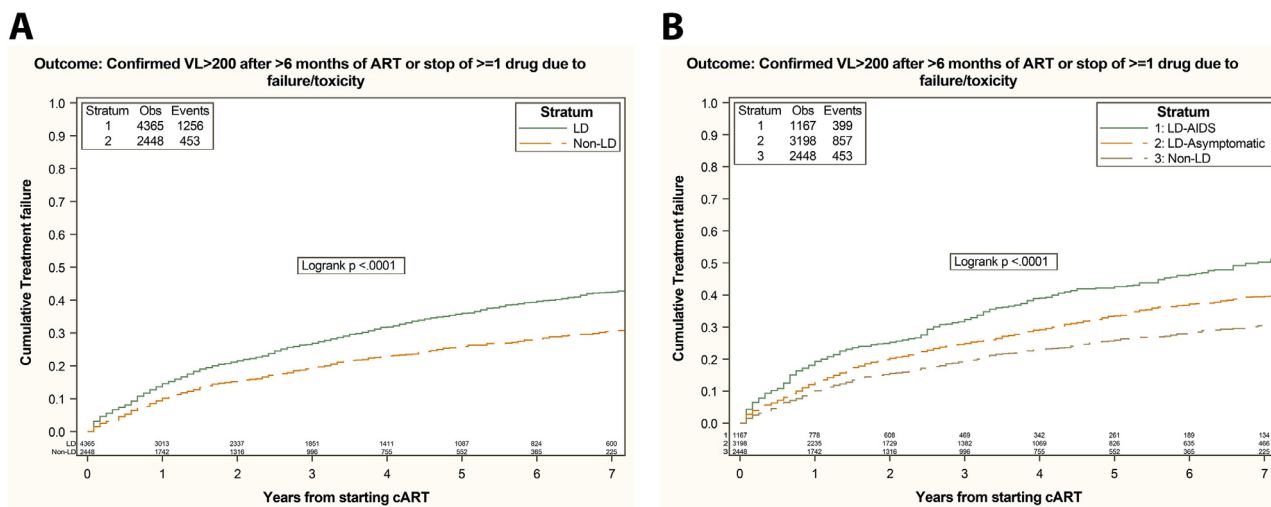 A
Outcome: Confirmed VL>200 after >6 months of ART or stop of >=1 drug due to
failure/toxicity
Stratum Obs Events
1 4365 1256
2 2448 453
Stratum
LD
Non-LD
Cumulative Treatment failure
1.0
0.9
0.8
0.7
0.6
0.5
0.4
0.3
0.2
0.1
0.0
Logrank p <.0001
LD 4365 3013 2337 1851 1411 1087 824 600
Non-LD 2448 1742 1316 996 755 552 365 225
0 1 2 3 4 5 6 7
Years from starting cART
B
Outcome: Confirmed VL>200 after >6 months of ART or stop of >=1 drug due to
failure/toxicity
Stratum Obs Events
1 1167 399
2 3198 857
3 2448 453
Stratum
1: LD-AIDS
2: LD-Asymptomatic
3: Non-LD
Cumulative Treatment failure
1.0
0.9
0.8
0.7
0.6
0.5
0.4
0.3
0.2
0.1
0.0
Logrank p <.0001
1 1167 778 608 469 342 261 189 134
2 3198 2235 1729 1382 1069 826 635 466
3 2448 1742 1316 996 755 552 365 225
0 1 2 3 4 5 6 7
Years from starting cART